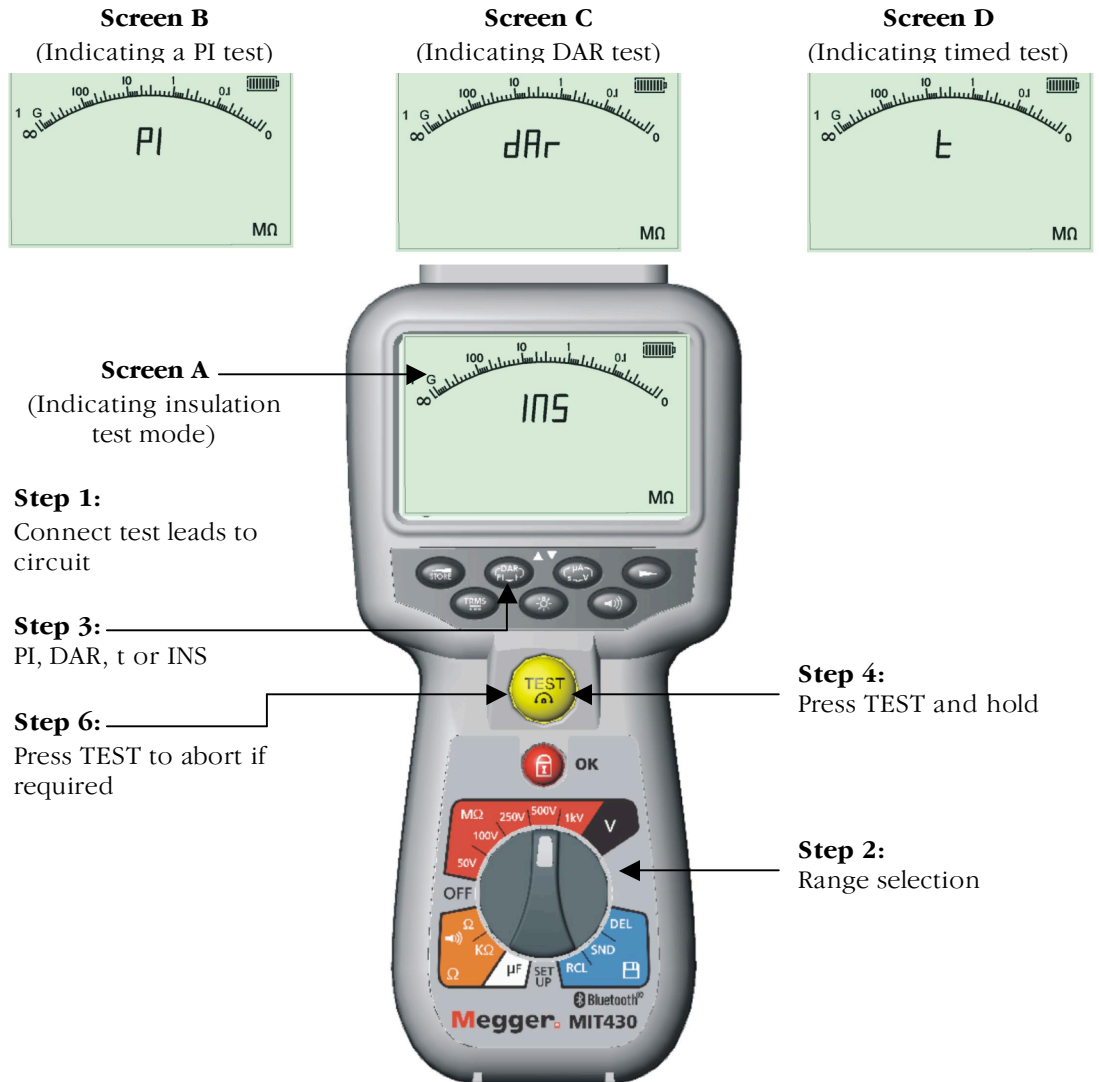 Screen B
(Indicating a PI test)
Screen C
(Indicating DAR test)
Screen D
(Indicating timed test)
1 G 100 10 1 0.1
∞ 0
PI
MΩ
1 G 100 10 1 0.1
∞ 0
dAr
MΩ
1 G 100 10 1 0.1
∞ 0
t
MΩ
Screen A
(Indicating insulation
test mode)
G 100 10 1 0.1
∞ 0
INS
MΩ
Step 1:
Connect test leads to
circuit
STORE
DAR
PI t
µA
s V
TRMS
Step 3:
PI, DAR, t or INS
TEST
Step 4:
Press TEST and hold
Step 6:
Press TEST to abort if
required
OK
MΩ 50V 100V 250V 500V 1kV V
Step 2:
Range selection
OFF
Ω
KΩ
Ω
µF
SET
UP
RCL
SND
DEL
Bluetooth®
Megger. MIT430